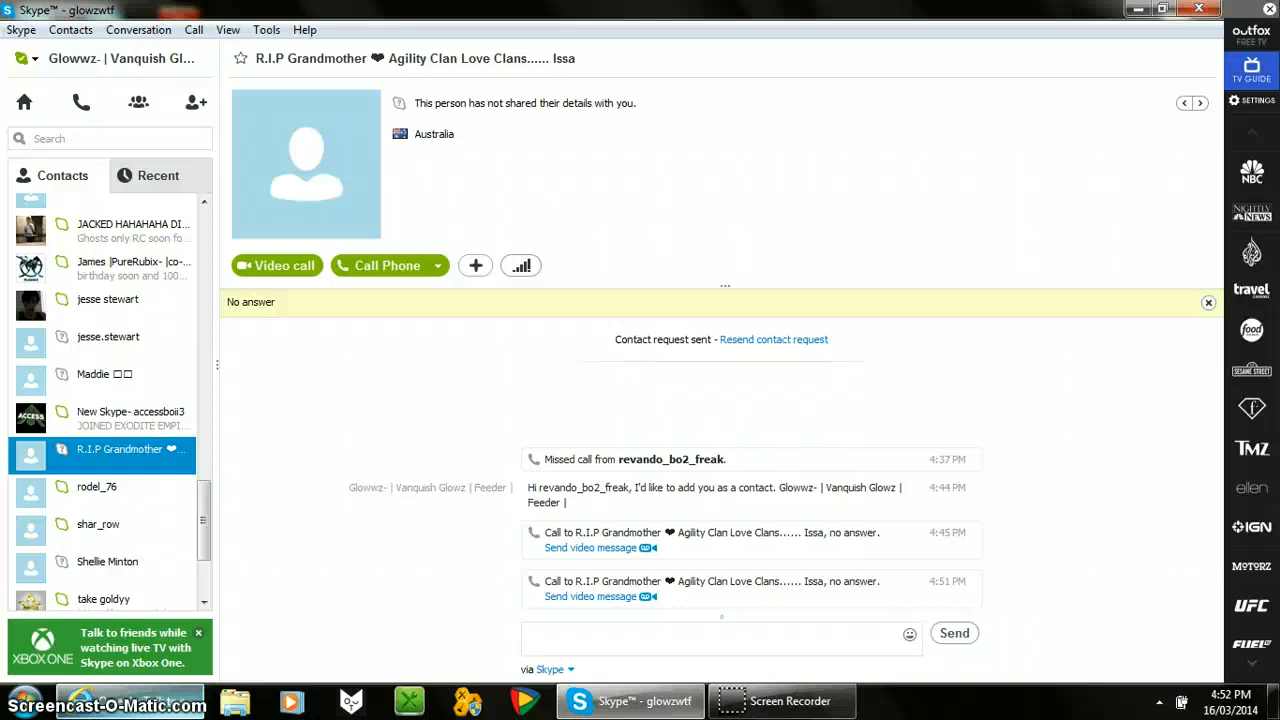 Skype™ - glowzwtf
Skype Contacts Conversation Call View Tools Help
Glowwz- | Vanquish Gl...
Search
Contacts
Recent
JACKED HAHAHAHA DI...
Ghosts only RC soon fo...
James |PureRubix- |co-...
birthday soon and 100...
jesse stewart
jesse.stewart
Maddie □□
New Skype- accessboii3
JOINED EXODITE EMPI...
R.I.P Grandmother ❤...
rodel_76
shar_row
Shellie Minton
take goldyy
XBOX ONE
Talk to friends while
watching live TV with
Skype on Xbox One.
R.I.P Grandmother ❤ Agility Clan Love Clans...... Issa
This person has not shared their details with you.
Australia
Video call
Call Phone
No answer
Contact request sent - Resend contact request
Missed call from revando_bo2_freak. 4:37 PM
Glowwz- | Vanquish Glowz | Feeder | Hi revando_bo2_freak, I'd like to add you as a contact. Glowwz- | Vanquish Glowz | 4:44 PM
Feeder |
Call to R.I.P Grandmother ❤ Agility Clan Love Clans...... Issa, no answer. 4:45 PM
Send video message
Call to R.I.P Grandmother ❤ Agility Clan Love Clans...... Issa, no answer. 4:51 PM
Send video message
Send
via Skype
outfox
FREE TV
TV GUIDE
SETTINGS
NBC
NIGHTLY
NEWS
travel
food
SESAME STREET
TMZ
ellen
IGN
MOTORZ
UFC
FUEL
Screencast-O-Matic.com
Skype™ - glowzwtf
Screen Recorder
4:52 PM
16/03/2014